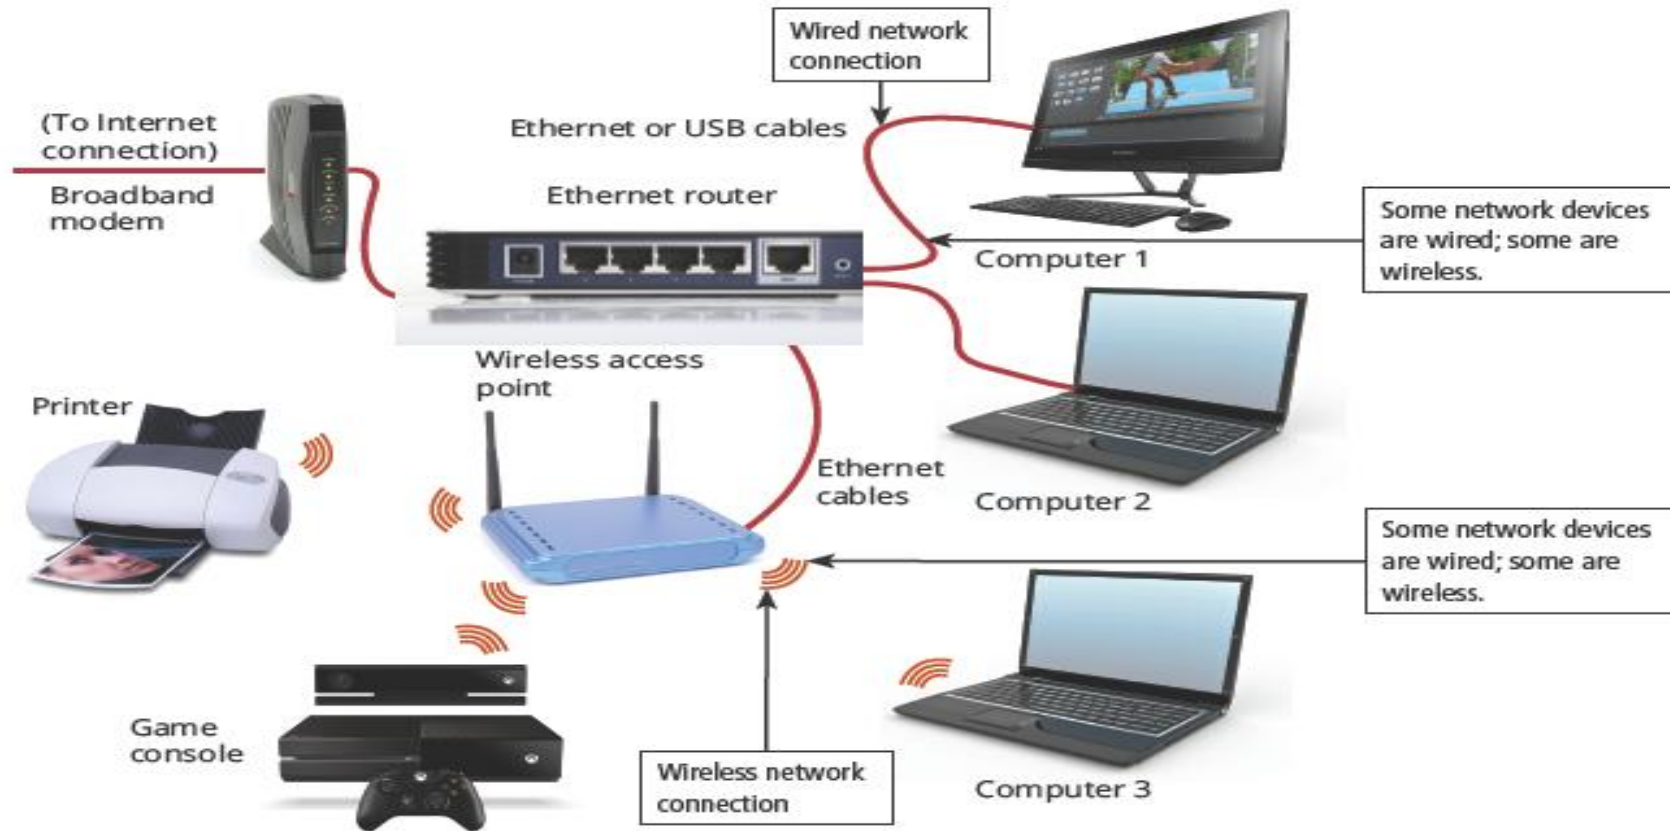 Wired network
connection
(To Internet
connection)
Broadband
modem
Ethernet or USB cables
Ethernet router
Some network devices
are wired; some are
wireless.
Computer 1
Wireless access
point
Printer
Ethernet
cables
Computer 2
Some network devices
are wired; some are
wireless.
Game
console
Wireless network
connection
Computer 3